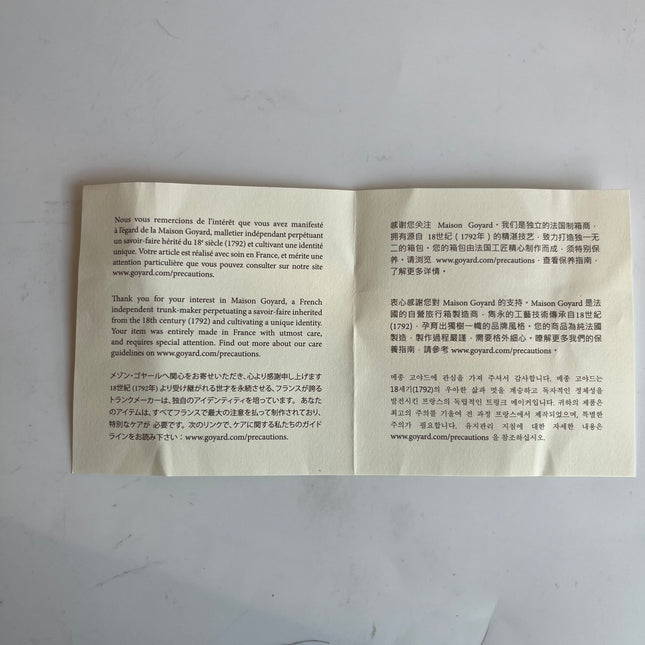 Nous vous remercions de l'intérêt que vous avez manifesté
à l'égard de la Maison Goyard, malletier indépendant perpétuant
un savoir-faire hérité du 18e siècle (1792) et cultivant une identité
unique. Votre article est réalisé avec soin en France, et mérite une
attention particulière que vous pouvez consulter sur notre site
www.goyard.com/precautions.
Thank you for your interest in Maison Goyard, a French
independent trunk-maker perpetuating a savoir-faire inherited
from the 18th century (1792) and cultivating a unique identity.
Your item was entirely made in France with utmost care,
and requires special attention. Find out more about our care
guidelines on www.goyard.com/precautions.
メゾン・ゴヤールへ関心をお寄せいただき、心より感謝申し上げます
18世紀(1792年) より受け継がれる世才を永続させる、フランスが誇る
トランクメーカーは、独自のアイデンティティを培っています。 あなた
のアイテムは、すべてフランスで最大の注意を払って制作されており、
特別なケアが 必要です。次のリンクで、ケアに関する私たちのガイド
ラインをお読み下さい：www.goyard.com/precautions.
感谢您关注 Maison Goyard。我们是独立的法国制箱商，
拥有源自 18世纪（1792年）的精湛技艺，致力打造独一无
二的箱包。您的箱包由法国工匠精心制作而成，须特别保
养。请浏览 www.goyard.com/precautions，查看保养指南，
了解更多详情。
衷心感謝您對 Maison Goyard 的支持。Maison Goyard 是法
國的自營旅行箱製造商，雋永的工藝技術傳承自18世紀
(1792)，孕育出獨樹一幟的品牌風格。您的商品為純法國
製造，製作過程嚴謹，需要格外細心。瞭解更多我們的保
養指南，請參考 www.goyard.com/precautions。
메종 고야드에 관심을 가져 주셔서 감사합니다. 메종 고야드는
18세기(1792)의 우아한 삶과 멋을 계승하고 독자적인 정체성을
발전시킨 프랑스의 독립적인 트렁크 메이커입니다. 귀하의 제품은
최고의 주의를 기울여 전 과정 프랑스에서 제작되었으며, 특별한
주의가 필요합니다. 유지관리 지침에 대한 자세한 내용은
www.goyard.com/precautions 을 참조하십시오.